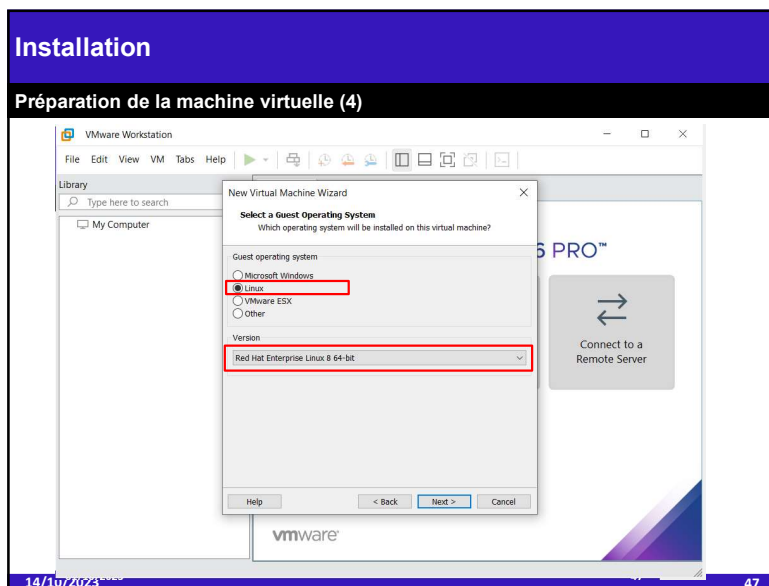 Installation
Préparation de la machine virtuelle (4)
VMware Workstation
File Edit View VM Tabs Help
Library
Type here to search
My Computer
New Virtual Machine Wizard
Select a Guest Operating System
Which operating system will be installed on this virtual machine?
Guest operating system
Microsoft Windows
Linux
VMware ESX
Other
Version
Red Hat Enterprise Linux 8 64-bit
Help < Back Next > Cancel
PRO™
Connect to a
Remote Server
vmware
14/10/2023 47